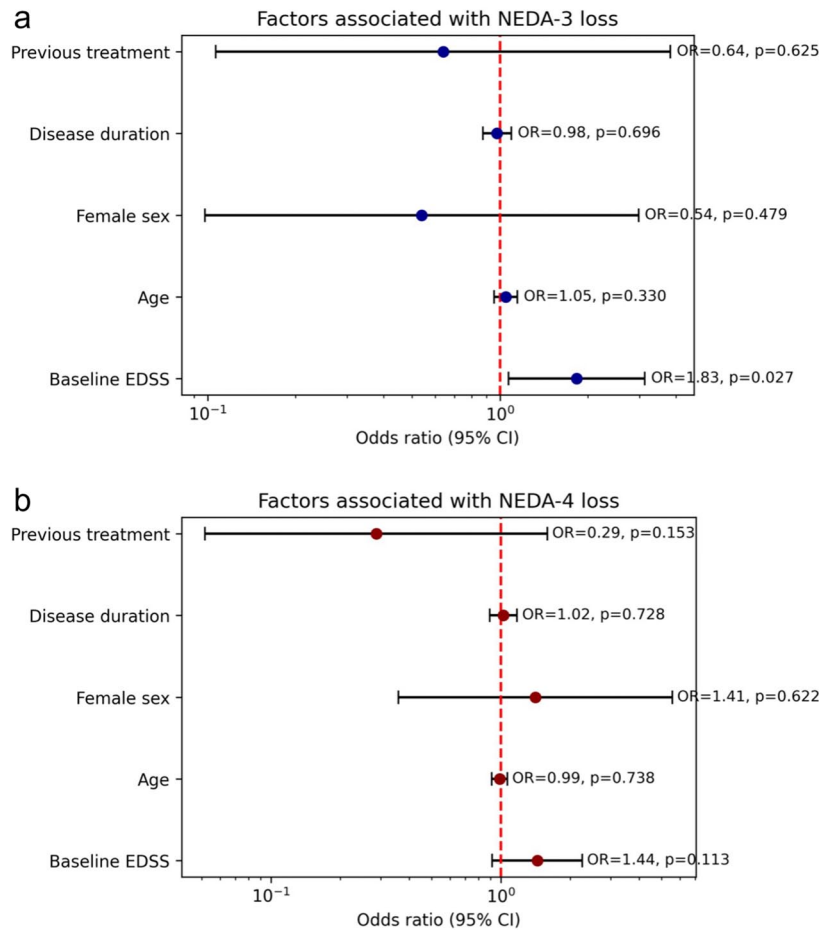 a
Factors associated with NEDA-3 loss
Previous treatment
OR=0.64, p=0.625
Disease duration
OR=0.98, p=0.696
Female sex
OR=0.54, p=0.479
Age
OR=1.05, p=0.330
Baseline EDSS
OR=1.83, p=0.027
10⁻¹ 10⁰
Odds ratio (95% CI)
b
Factors associated with NEDA-4 loss
Previous treatment
OR=0.29, p=0.153
Disease duration
OR=1.02, p=0.728
Female sex
OR=1.41, p=0.622
Age
OR=0.99, p=0.738
Baseline EDSS
OR=1.44, p=0.113
10⁻¹ 10⁰
Odds ratio (95% CI)